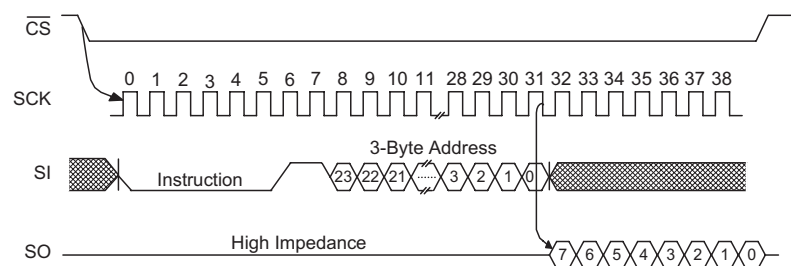 CS
0 1 2 3 4 5 6 7 8 9 10 11 28 29 30 31 32 33 34 35 36 37 38
SCK
3-Byte Address
SI Instruction 23 22 21 ...... 3 2 1 0
High Impedance
SO 7 6 5 4 3 2 1 0